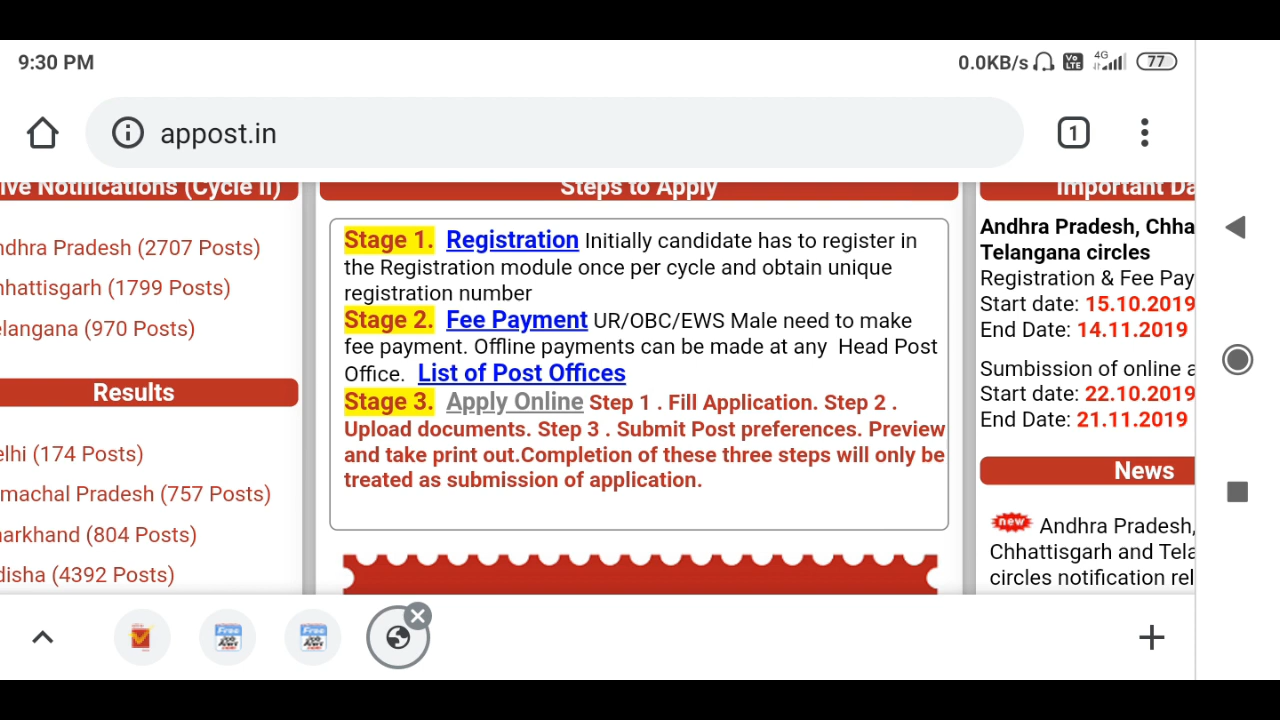 9:30 PM
0.0KB/s
Vo LTE
4G
77
appost.in
1
ive Notifications (Cycle II)
ndhra Pradesh (2707 Posts)
hhattisgarh (1799 Posts)
elangana (970 Posts)
Results
elhi (174 Posts)
machal Pradesh (757 Posts)
harkhand (804 Posts)
disha (4392 Posts)
Steps to Apply
Stage 1. Registration Initially candidate has to register in
the Registration module once per cycle and obtain unique
registration number
Stage 2. Fee Payment UR/OBC/EWS Male need to make
fee payment. Offline payments can be made at any Head Post
Office. List of Post Offices
Stage 3. Apply Online Step 1 . Fill Application. Step 2 .
Upload documents. Step 3 . Submit Post preferences. Preview
and take print out.Completion of these three steps will only be
treated as submission of application.
Important Da
Andhra Pradesh, Chha
Telangana circles
Registration & Fee Pay
Start date: 15.10.2019
End Date: 14.11.2019
Sumbission of online a
Start date: 22.10.2019
End Date: 21.11.2019
News
new Andhra Pradesh,
Chhattisgarh and Tela
circles notification rel
Free
Free